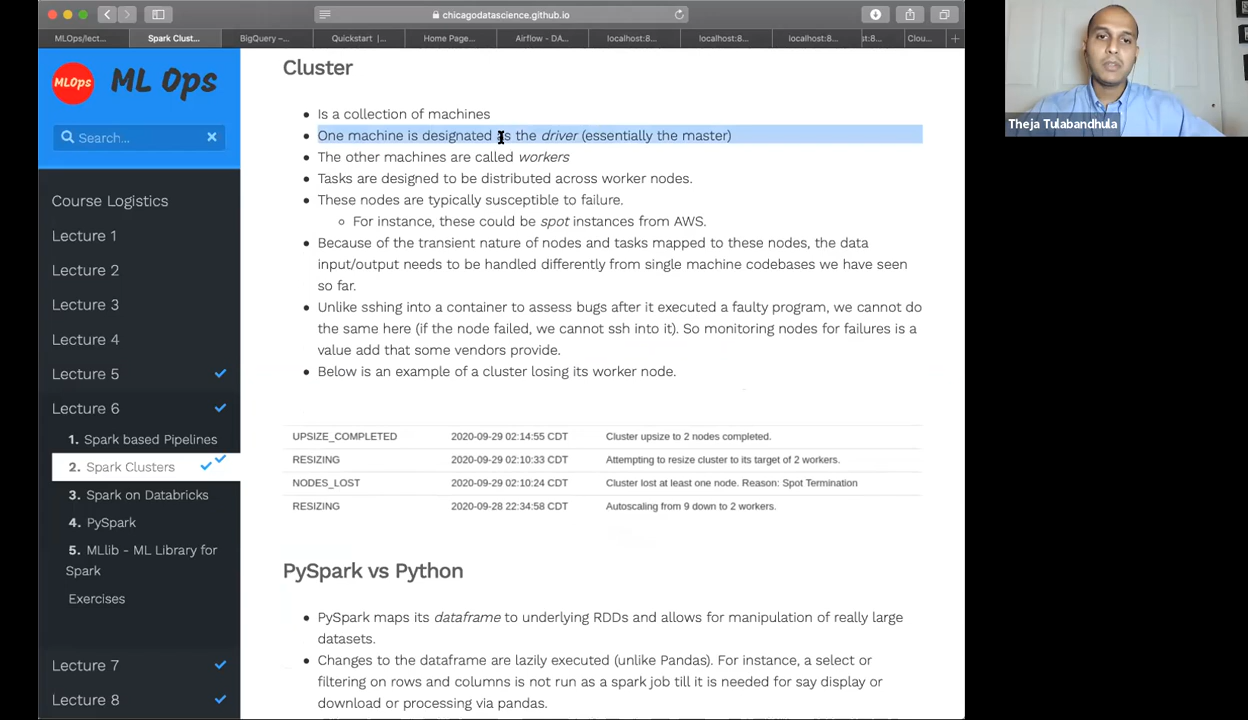 chicagodatascience.github.io
MLOps/lect...
Spark Clust...
BigQuery –...
Quickstart |...
Home Page...
Airflow - DA...
localhost:8...
localhost:8...
localhost:8...
st:8...
Clou...
MLOps
ML Ops
Search...
Course Logistics
Lecture 1
Lecture 2
Lecture 3
Lecture 4
Lecture 5
Lecture 6
1. Spark based Pipelines
2. Spark Clusters
3. Spark on Databricks
4. PySpark
5. MLlib - ML Library for
Spark
Exercises
Lecture 7
Lecture 8
Cluster
Is a collection of machines
One machine is designated as the driver (essentially the master)
The other machines are called workers
Tasks are designed to be distributed across worker nodes.
These nodes are typically susceptible to failure.
For instance, these could be spot instances from AWS.
Because of the transient nature of nodes and tasks mapped to these nodes, the data
input/output needs to be handled differently from single machine codebases we have seen
so far.
Unlike sshing into a container to assess bugs after it executed a faulty program, we cannot do
the same here (if the node failed, we cannot ssh into it). So monitoring nodes for failures is a
value add that some vendors provide.
Below is an example of a cluster losing its worker node.
UPSIZE_COMPLETED 2020-09-29 02:14:55 CDT Cluster upsize to 2 nodes completed.
RESIZING 2020-09-29 02:10:33 CDT Attempting to resize cluster to its target of 2 workers.
NODES_LOST 2020-09-29 02:10:24 CDT Cluster lost at least one node. Reason: Spot Termination
RESIZING 2020-09-28 22:34:58 CDT Autoscaling from 9 down to 2 workers.
PySpark vs Python
PySpark maps its dataframe to underlying RDDs and allows for manipulation of really large
datasets.
Changes to the dataframe are lazily executed (unlike Pandas). For instance, a select or
filtering on rows and columns is not run as a spark job till it is needed for say display or
download or processing via pandas.
Theja Tulabandhula